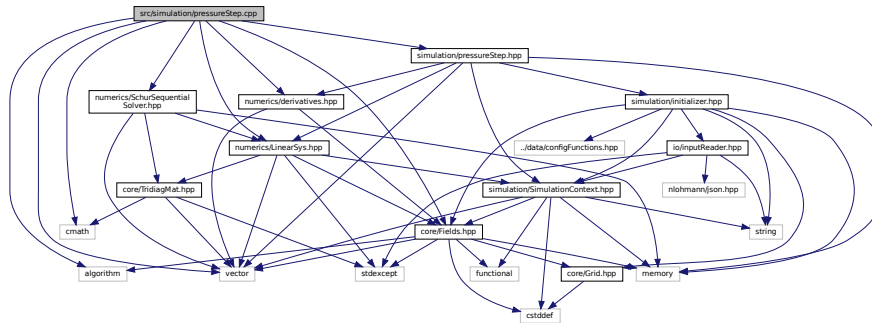 src/simulation/pressureStep.cpp
simulation/pressureStep.hpp
numerics/SchurSequential
Solver.hpp
numerics/derivatives.hpp
simulation/initializer.hpp
numerics/LinearSys.hpp
../data/configFunctions.hpp
io/inputReader.hpp
core/TridiagMat.hpp
simulation/SimulationContext.hpp
nlohmann/json.hpp
cmath
core/Fields.hpp
string
algorithm
vector
stdexcept
functional
core/Grid.hpp
memory
cstddef